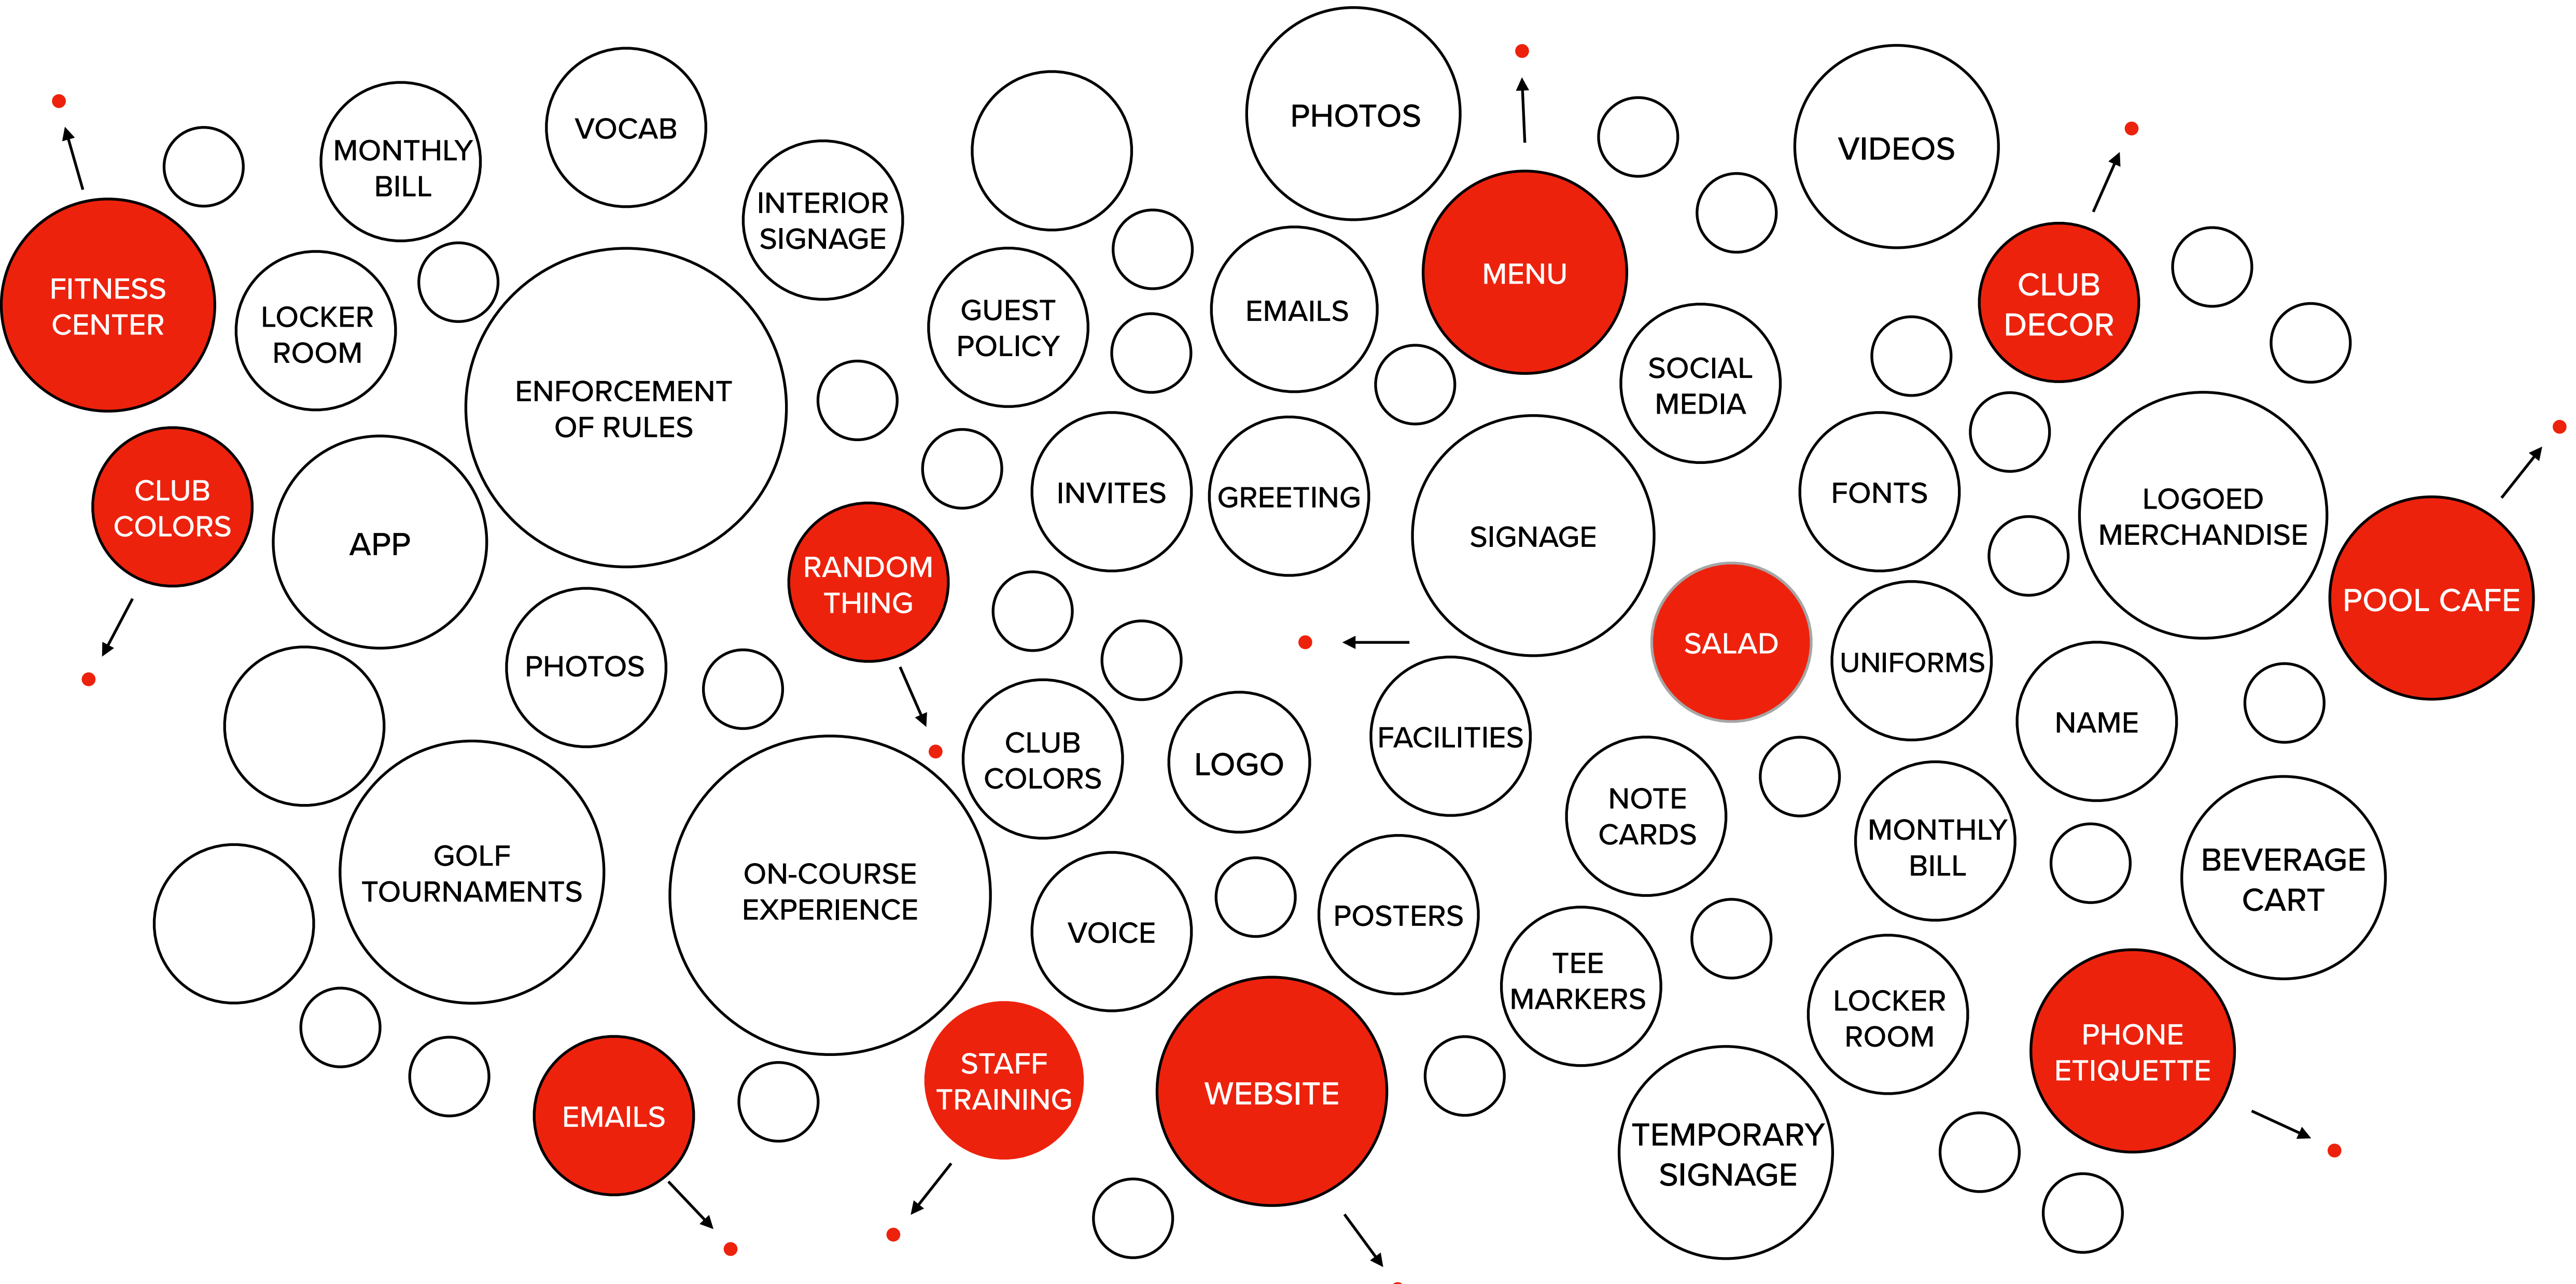 PHOTOS
VOCAB
MONTHLY
BILL
VIDEOS
INTERIOR
SIGNAGE
MENU
FITNESS
CENTER
CLUB
DECOR
LOCKER
ROOM
GUEST
POLICY
EMAILS
SOCIAL
MEDIA
ENFORCEMENT
OF RULES
CLUB
COLORS
INVITES
GREETING
FONTS
LOGOED
MERCHANDISE
APP
SIGNAGE
RANDOM
THING
POOL CAFE
SALAD
PHOTOS
UNIFORMS
NAME
FACILITIES
CLUB
COLORS
LOGO
NOTE
CARDS
MONTHLY
BILL
BEVERAGE
CART
GOLF
TOURNAMENTS
ON-COURSE
EXPERIENCE
VOICE
POSTERS
TEE
MARKERS
LOCKER
ROOM
PHONE
ETIQUETTE
STAFF
TRAINING
WEBSITE
EMAILS
TEMPORARY
SIGNAGE